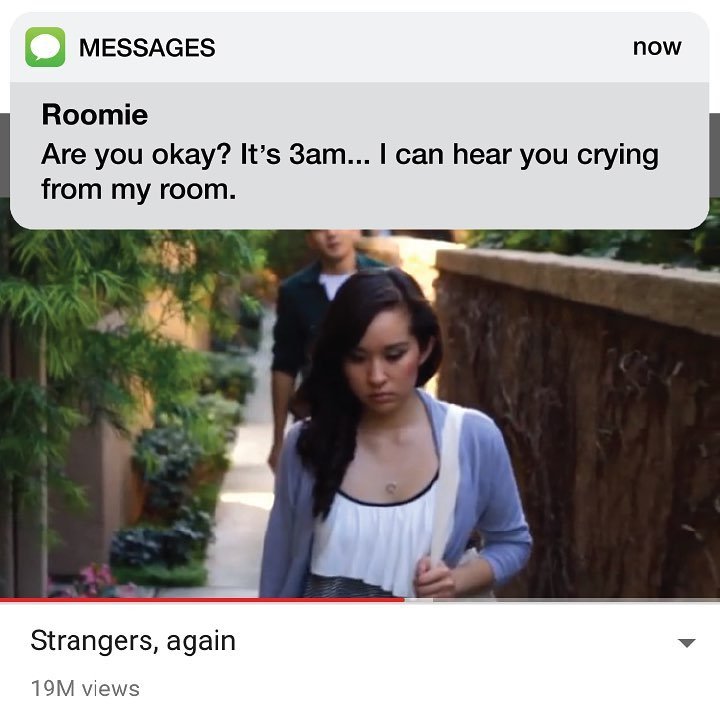 MESSAGES
now
Roomie
Are you okay? It’s 3am... I can hear you crying
from my room.
Strangers, again
19M views